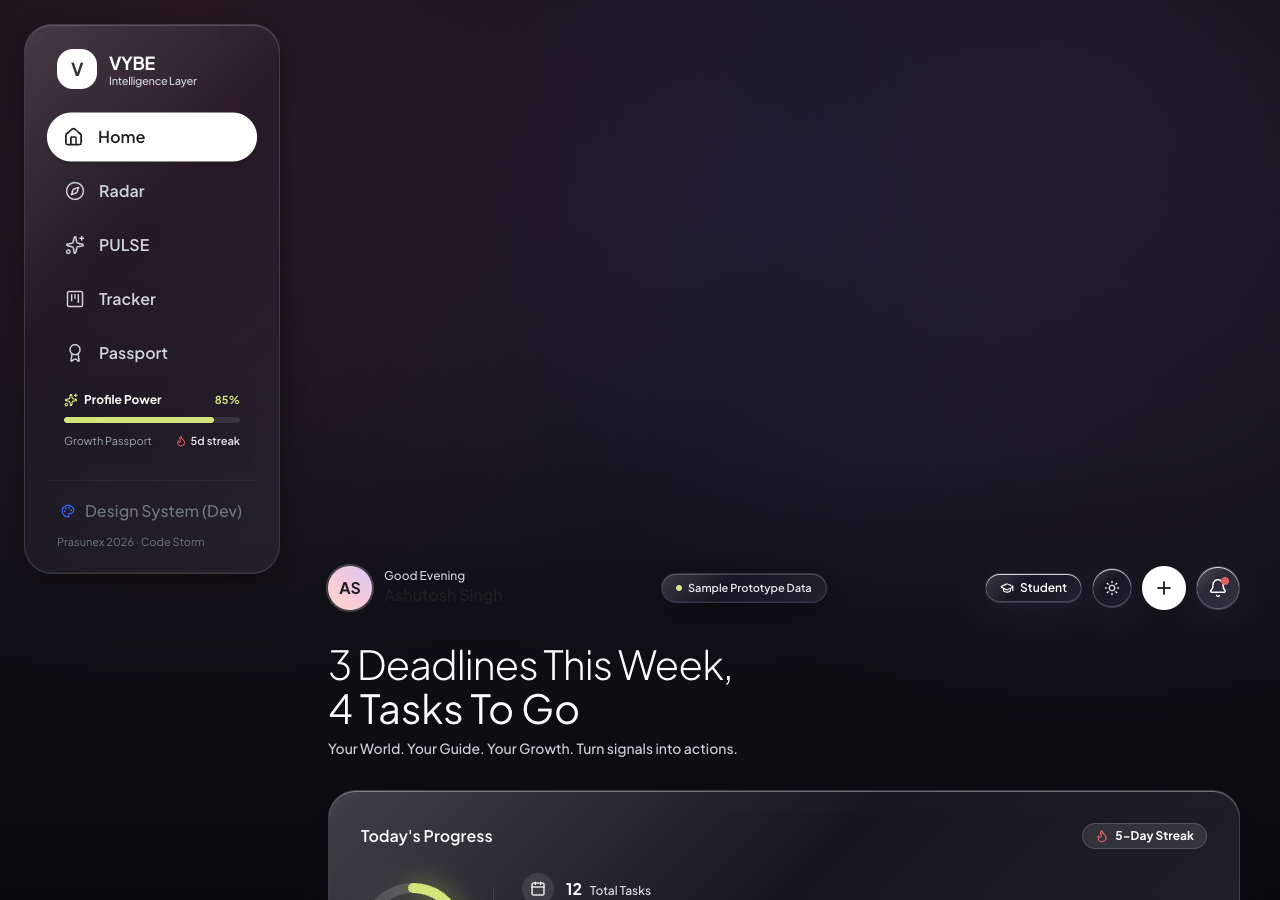 V
VYBE
Intelligence Layer
Home
Radar
PULSE
Tracker
Passport
Profile Power 85%
Growth Passport 5d streak
Design System (Dev)
Prasunex 2026 · Code Storm
AS
Good Evening
Ashutosh Singh
Sample Prototype Data
Student
3 Deadlines This Week,
4 Tasks To Go
Your World. Your Guide. Your Growth. Turn signals into actions.
Today's Progress
5-Day Streak
12 Total Tasks